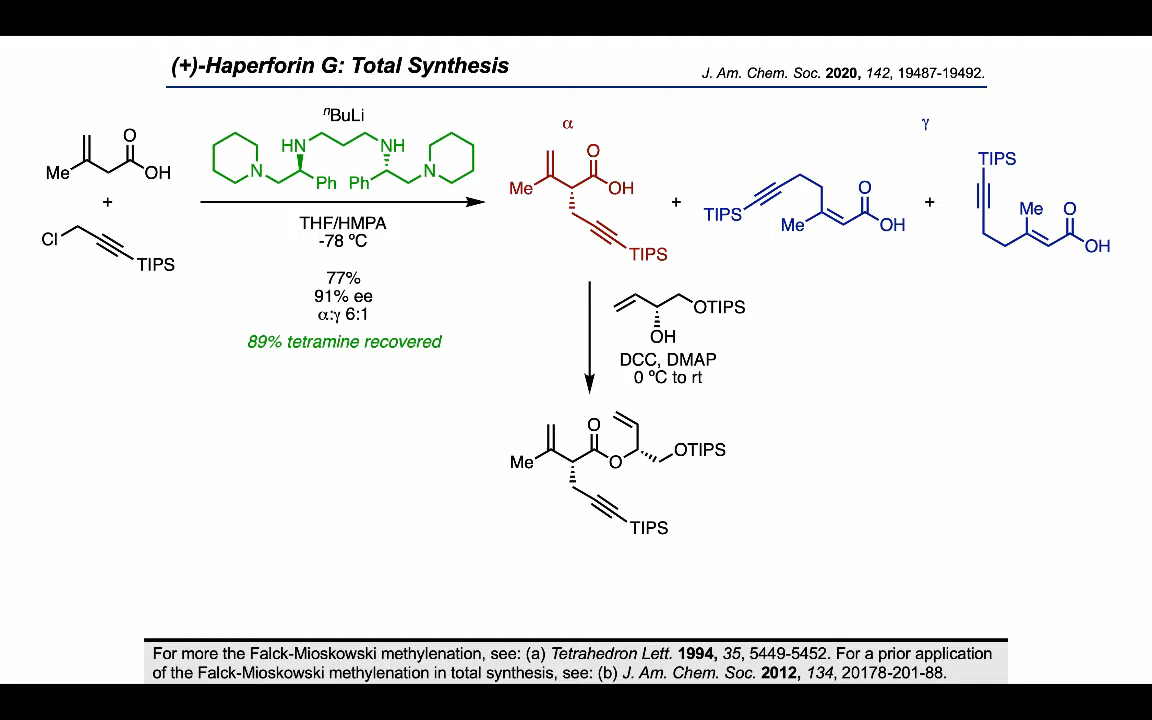 (+)-Haperforin G: Total Synthesis
J. Am. Chem. Soc. 2020, 142, 19487-19492.
Me
O
OH
+
Cl
TIPS
nBuLi
HN
NH
N
Ph
Ph
N
THF/HMPA
-78 ºC
77%
91% ee
α:γ 6:1
89% tetramine recovered
α
Me
O
OH
TIPS
+
TIPS
Me
O
OH
+
γ
TIPS
Me
O
OH
OTIPS
OH
DCC, DMAP
0 ºC to rt
Me
O
O
OTIPS
TIPS
For more the Falck-Mioskowski methylenation, see: (a) Tetrahedron Lett. 1994, 35, 5449-5452. For a prior application
of the Falck-Mioskowski methylenation in total synthesis, see: (b) J. Am. Chem. Soc. 2012, 134, 20178-201-88.